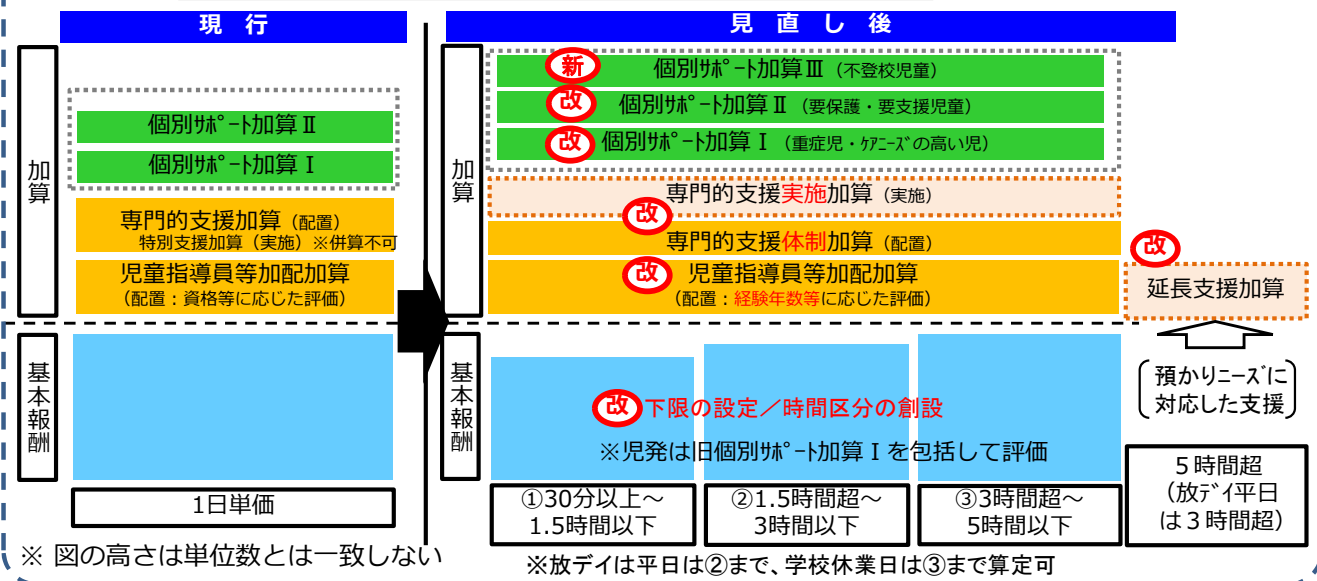 現 行
加算
個別ｻﾎﾟｰﾄ加算Ⅱ
個別ｻﾎﾟｰﾄ加算Ⅰ
専門的支援加算（配置）
特別支援加算（実施）※併算不可
児童指導員等加配加算
（配置：資格等に応じた評価）
基本報酬
1日単価
※ 図の高さは単位数とは一致しない
見 直 し 後
加算
新 個別ｻﾎﾟｰﾄ加算Ⅲ（不登校児童）
改 個別ｻﾎﾟｰﾄ加算Ⅱ（要保護・要支援児童）
改 個別ｻﾎﾟｰﾄ加算Ⅰ（重症児・ｹｱﾆｰｽﾞの高い児）
専門的支援実施加算（実施）
改
専門的支援体制加算（配置）
改 児童指導員等加配加算
（配置：経験年数等に応じた評価）
改
延長支援加算
預かりﾆｰｽﾞに
対応した支援
基本報酬
改 下限の設定／時間区分の創設
※児発は旧個別ｻﾎﾟｰﾄ加算Ⅰを包括して評価
①30分以上～
1.5時間以下
②1.5時間超～
3時間以下
③3時間超～
5時間以下
５時間超
（放ﾃﾞｲ平日
は３時間超）
※放デイは平日は②まで、学校休業日は③まで算定可